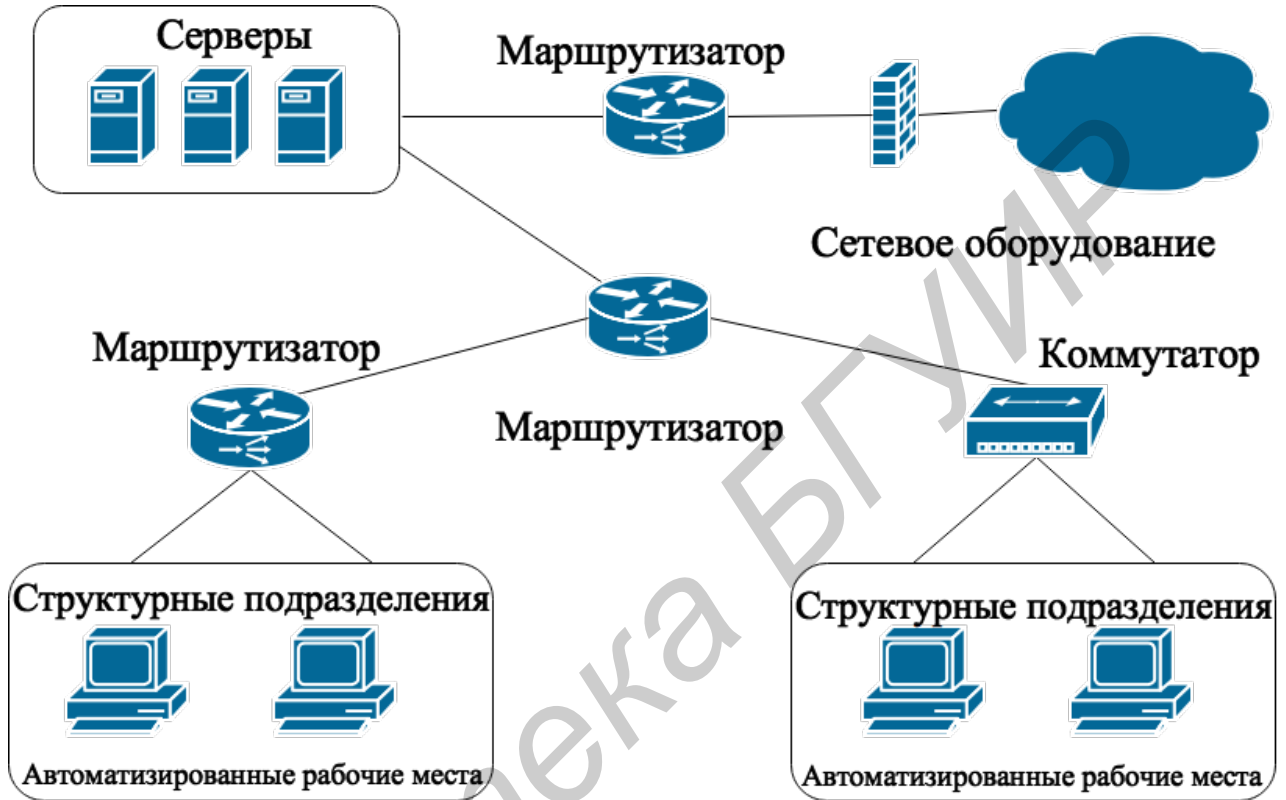 Серверы
Маршрутизатор
Сетевое оборудование
Маршрутизатор
Коммутатор
Маршрутизатор
Структурные подразделения
Автоматизированные рабочие места
Структурные подразделения
Автоматизированные рабочие места
БГУИР